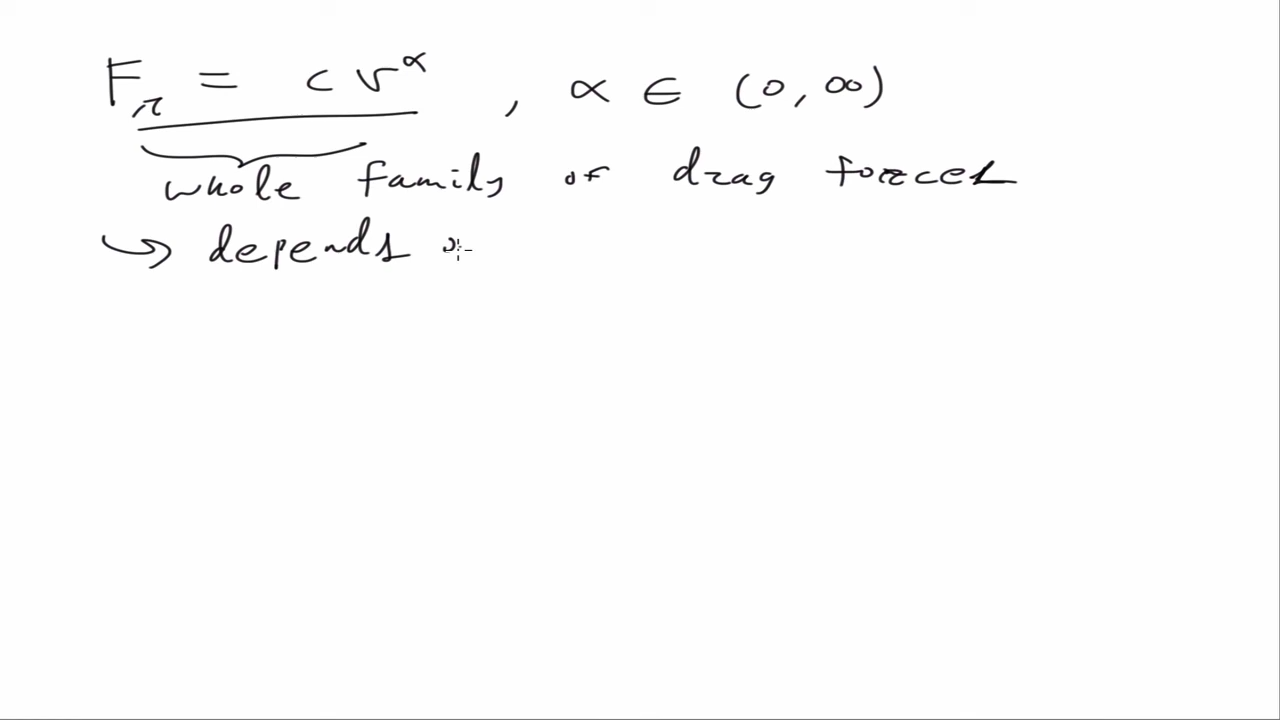 F_r = c v^α , α ∈ (0, ∞)
whole family of drag forces
↪ depends